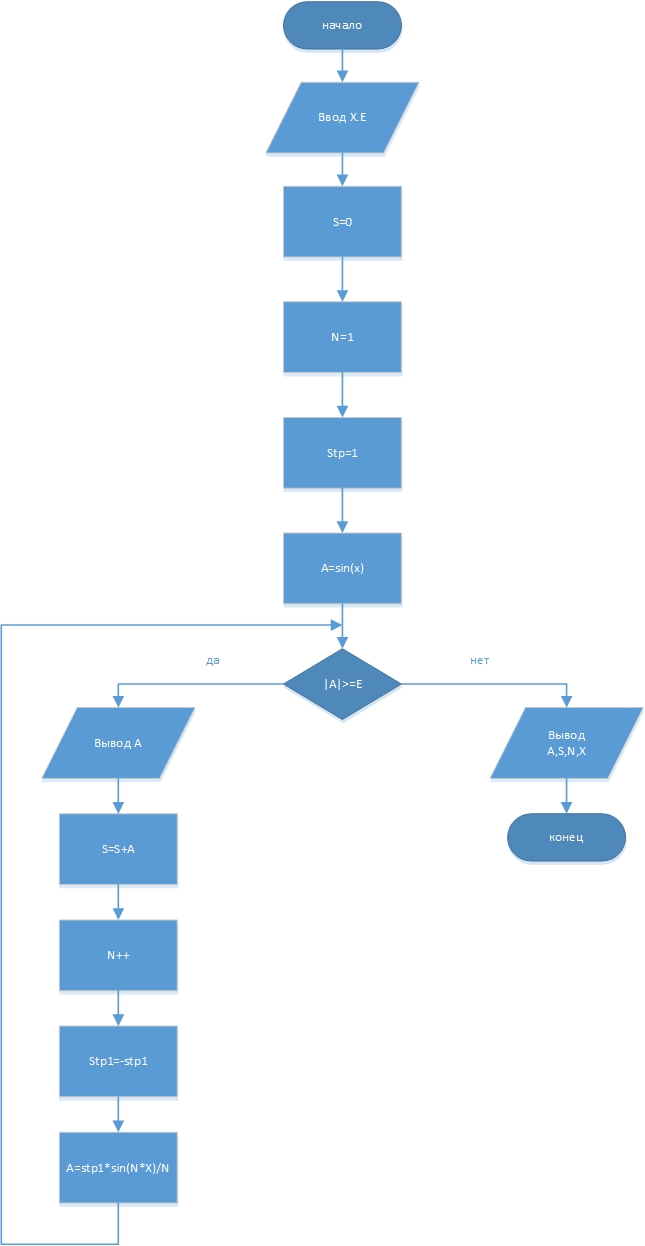 начало
Ввод X.E
S=0
N=1
Stp=1
A=sin(x)
|A|>=E
да
нет
Вывод A
Вывод
A,S,N,X
S=S+A
конец
N++
Stp1=-stp1
A=stp1*sin(N*X)/N